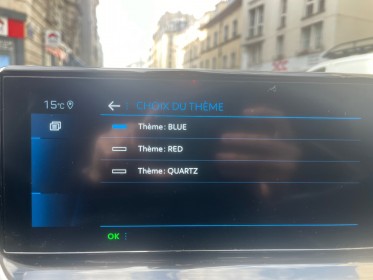 15°C
CHOIX DU THÈME
Thème: BLUE
Thème: RED
Thème: QUARTZ
OK